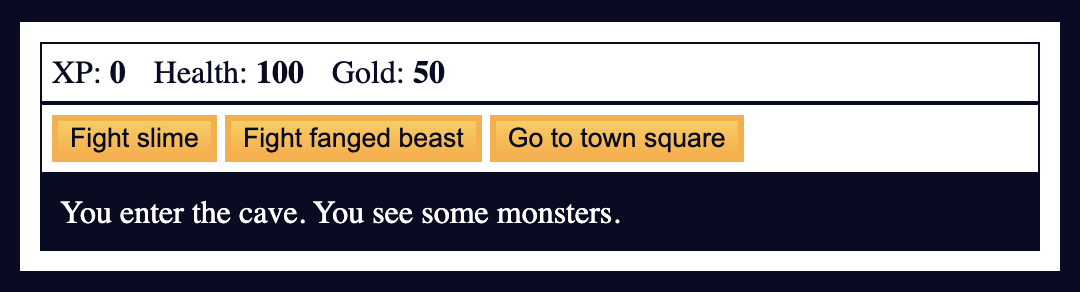 XP: 0 Health: 100 Gold: 50
Fight slime Fight fanged beast Go to town square
You enter the cave. You see some monsters.